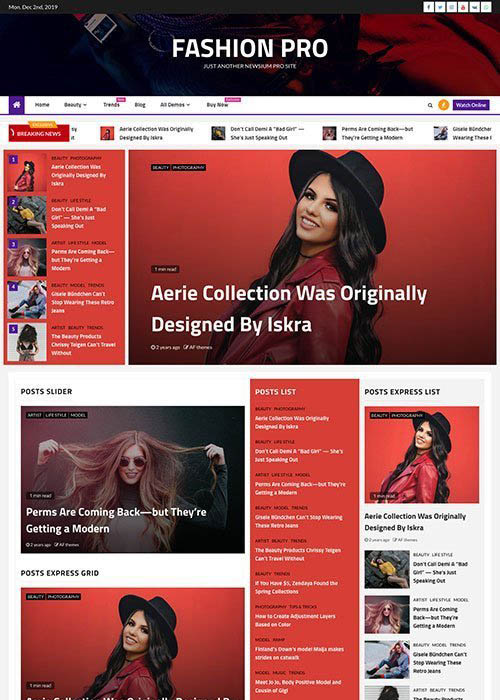 Mon. Dec 2nd, 2019
FASHION PRO
JUST ANOTHER NEWSIUM PRO SITE
Home
Beauty
Trends
New
Blog
All Demos
Buy Now
Exclusive
Watch Online
BREAKING NEWS
sy
Aerie Collection Was Originally
Designed By Iskra
Don't Call Demi A "Bad Girl" —
She's Just Speaking Out
Perms Are Coming Back—but
They're Getting a Modern
Gisele Bündchen
Wearing These
1
BEAUTY PHOTOGRAPHY
Aerie Collection Was
Originally Designed By
Iskra
2
BEAUTY LIFE STYLE
Don't Call Demi A "Bad
Girl" — She's Just
Speaking Out
3
ARTIST LIFE STYLE MODEL
Perms Are Coming Back—
but They're Getting a
Modern
4
BEAUTY MODEL TRENDS
Gisele Bündchen Can't
Stop Wearing These Retro
Jeans
5
ARTIST BEAUTY TRENDS
The Beauty Products
Chrissy Teigen Can't Travel
Without
BEAUTY PHOTOGRAPHY
1 min read
Aerie Collection Was Originally
Designed By Iskra
2 years ago AF themes
POSTS SLIDER
ARTIST LIFE STYLE MODEL
1 min read
Perms Are Coming Back—but They're
Getting a Modern
2 years ago AF themes
POSTS EXPRESS GRID
BEAUTY PHOTOGRAPHY
POSTS LIST
BEAUTY PHOTOGRAPHY
Aerie Collection Was Originally
Designed By Iskra
BEAUTY LIFE STYLE
Don't Call Demi A "Bad Girl" — She's
Just Speaking Out
ARTIST LIFE STYLE MODEL
Perms Are Coming Back—but They're
Getting a Modern
BEAUTY MODEL TRENDS
Gisele Bündchen Can't Stop Wearing
These Retro Jeans
ARTIST BEAUTY TRENDS
The Beauty Products Chrissy Teigen
Can't Travel Without
BEAUTY TRENDS
If You Have $5, Zendaya Found the
Spring Collections
PHOTOGRAPHY TIPS & TRICKS
How to Create Adjustment Layers
Based on Color
MODEL RAMP
Finland's Down model Maija makes
strides on catwalk
MODEL MUSIC TRENDS
Meet Jo Jo, Body Positive Model and
Cousin of Gigi
POSTS EXPRESS LIST
BEAUTY PHOTOGRAPHY
1 min read
Aerie Collection Was Originally
Designed By Iskra
2 years ago AF themes
BEAUTY LIFE STYLE
Don't Call Demi A
"Bad Girl" — She's Just
Speaking Out
ARTIST LIFE STYLE MODEL
Perms Are Coming
Back—but They're
Getting a Modern
BEAUTY MODEL TRENDS
Gisele Bündchen Can't
Stop Wearing These
Retro Jeans
ARTIST BEAUTY TRENDS
The Beauty Products